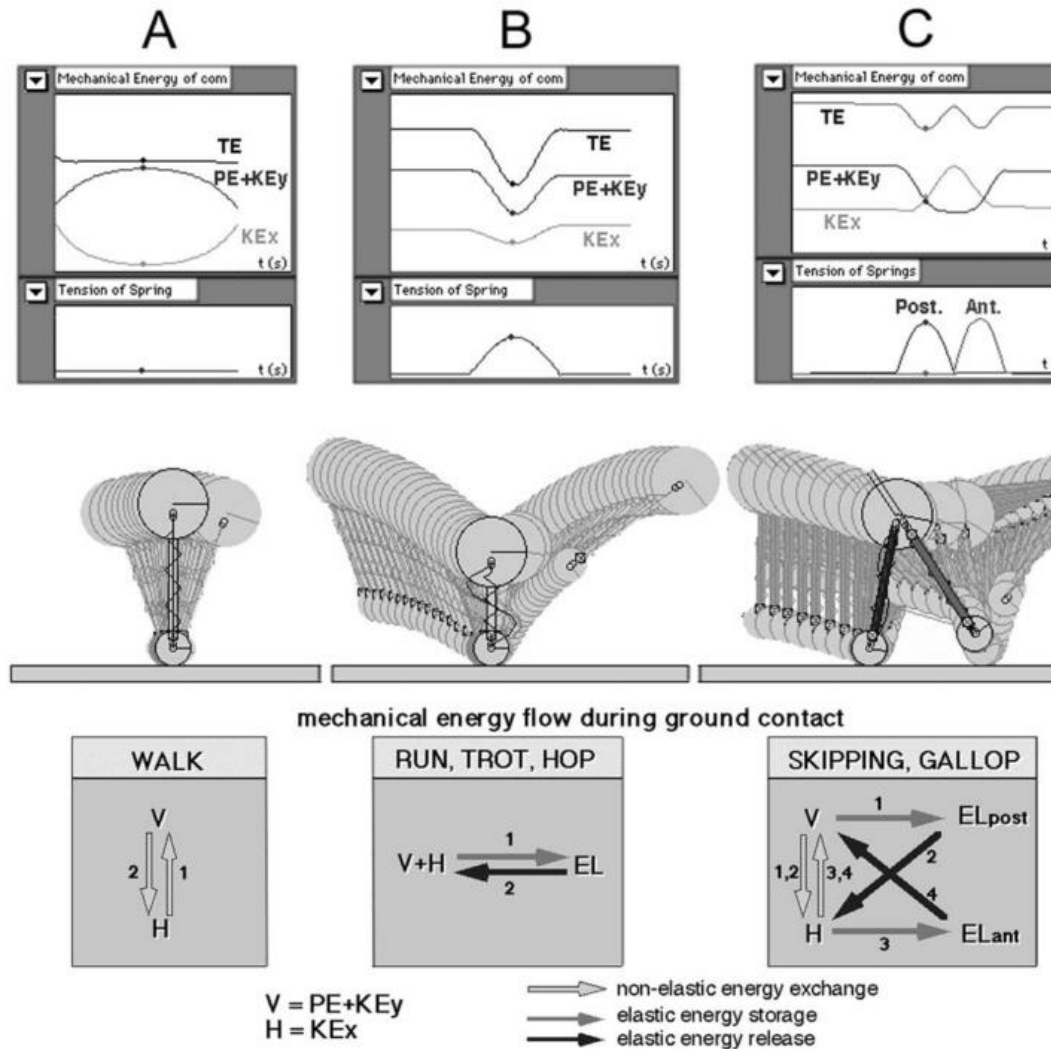 A
B
C
Mechanical Energy of com
TE
PE+KEy
KEx
t (s)
Tension of Spring
t (s)
Mechanical Energy of com
TE
PE+KEy
KEx
t (s)
Tension of Spring
t (s)
Mechanical Energy of com
TE
PE+KEy
KEx
t
Tension of Springs
Post. Ant.
t
mechanical energy flow during ground contact
WALK
V
2 1
H
RUN, TROT, HOP
1
V+H EL
2
SKIPPING, GALLOP
1
V ELpost
2
1,2 3,4
4
H ELant
3
V = PE+KEy
H = KEx
non-elastic energy exchange
elastic energy storage
elastic energy release